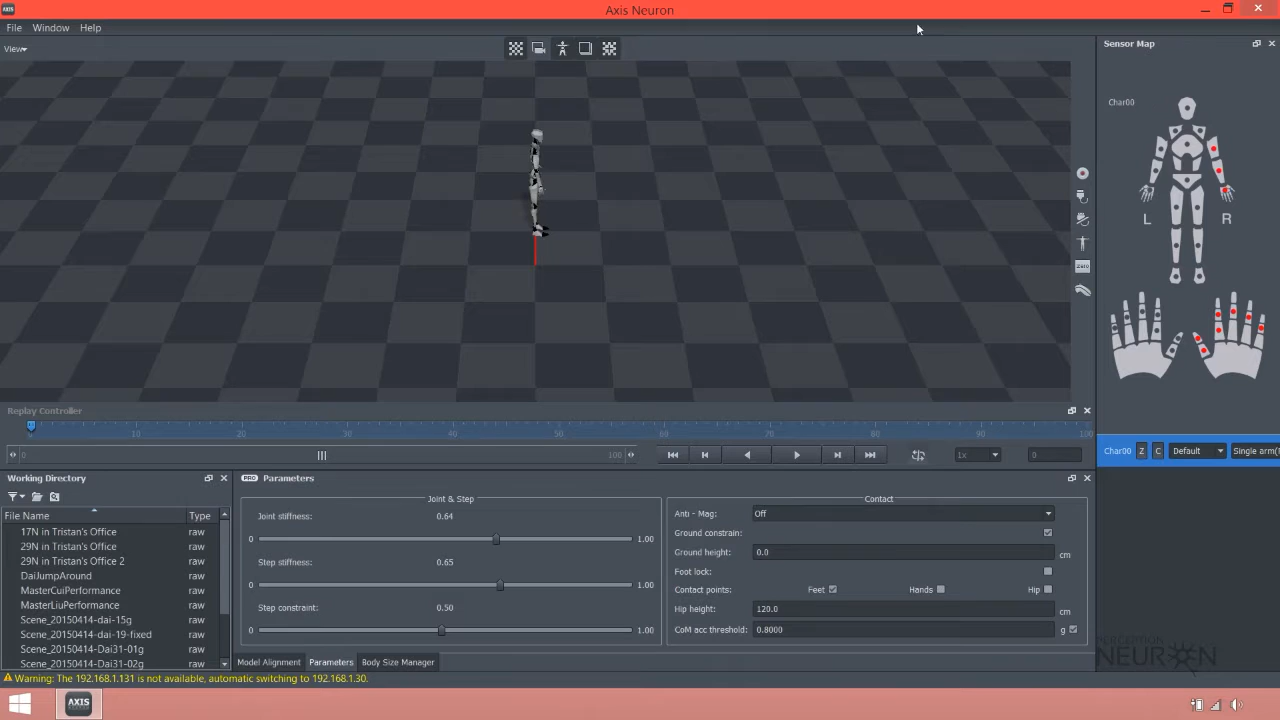 AXIS
Axis Neuron
File Window Help
View
Sensor Map
Char00
L R
ZERO
Replay Controller
0 10 20 30 40 50 60 70 80 90 100
0 100 1x 0
Char00 Z C Default Single arm(
Working Directory
File Name Type
17N in Tristan's Office raw
29N in Tristan's Office raw
29N in Tristan's Office 2 raw
DaiJumpAround raw
MasterCuiPerformance raw
MasterLiuPerformance raw
Scene_20150414-dai-15g raw
Scene_20150414-dai-19-fixed raw
Scene_20150414-Dai31-01g raw
Scene_20150414-Dai31-02g raw
PRO Parameters
Joint & Step
Joint stiffness: 0.64
0 1.00
Step stiffness: 0.65
0 1.00
Step constraint: 0.50
0 1.00
Contact
Anti - Mag: Off
Ground constrain:
Ground height: 0.0 cm
Foot lock:
Contact points: Feet Hands Hip
Hip height: 120.0 cm
CoM acc threshold: 0.8000 g
Model Alignment Parameters Body Size Manager
PERCEPTION
NEURON
Warning: The 192.168.1.131 is not available, automatic switching to 192.168.1.30.
AXIS